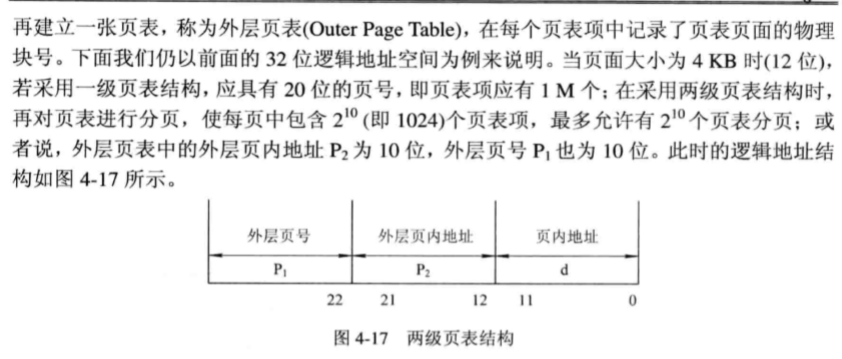 再建立一张页表，称为外层页表(Outer Page Table)，在每个页表项中记录了页表页面的物理
块号。下面我们仍以前面的 32 位逻辑地址空间为例来说明。当页面大小为 4 KB 时(12 位)，
若采用一级页表结构，应具有 20 位的页号，即页表项应有 1 M 个；在采用两级页表结构时，
再对页表进行分页，使每页中包含 2¹⁰ (即 1024)个页表项，最多允许有 2¹⁰ 个页表分页；或
者说，外层页表中的外层页内地址 P₂ 为 10 位，外层页号 P₁ 也为 10 位。此时的逻辑地址结
构如图 4-17 所示。
外层页号 外层页内地址 页内地址
P₁ P₂ d
22 21 12 11 0
图 4-17 两级页表结构